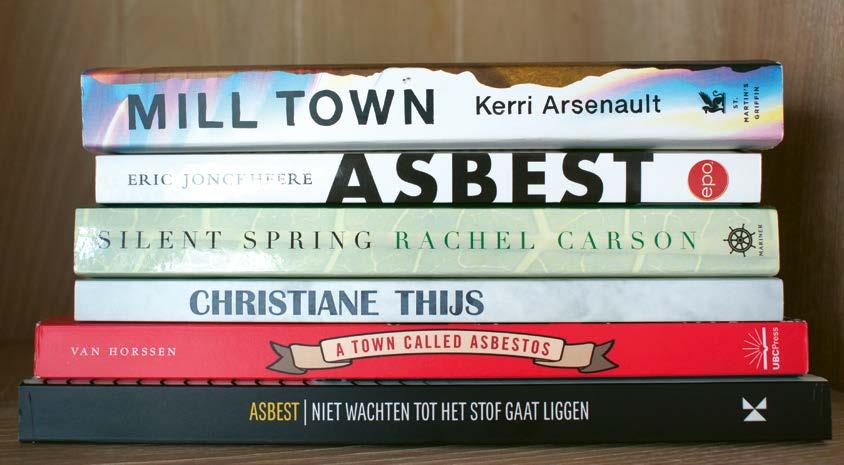 MILL TOWN Kerri Arsenault ST. MARTIN'S GRIFFIN
ERIC JONCKHEERE ASBEST epo
SILENT SPRING RACHEL CARSON MARINER
CHRISTIANE THIJS
VAN HORSSEN A TOWN CALLED ASBESTOS UBCPress
ASBEST | NIET WACHTEN TOT HET STOF GAAT LIGGEN